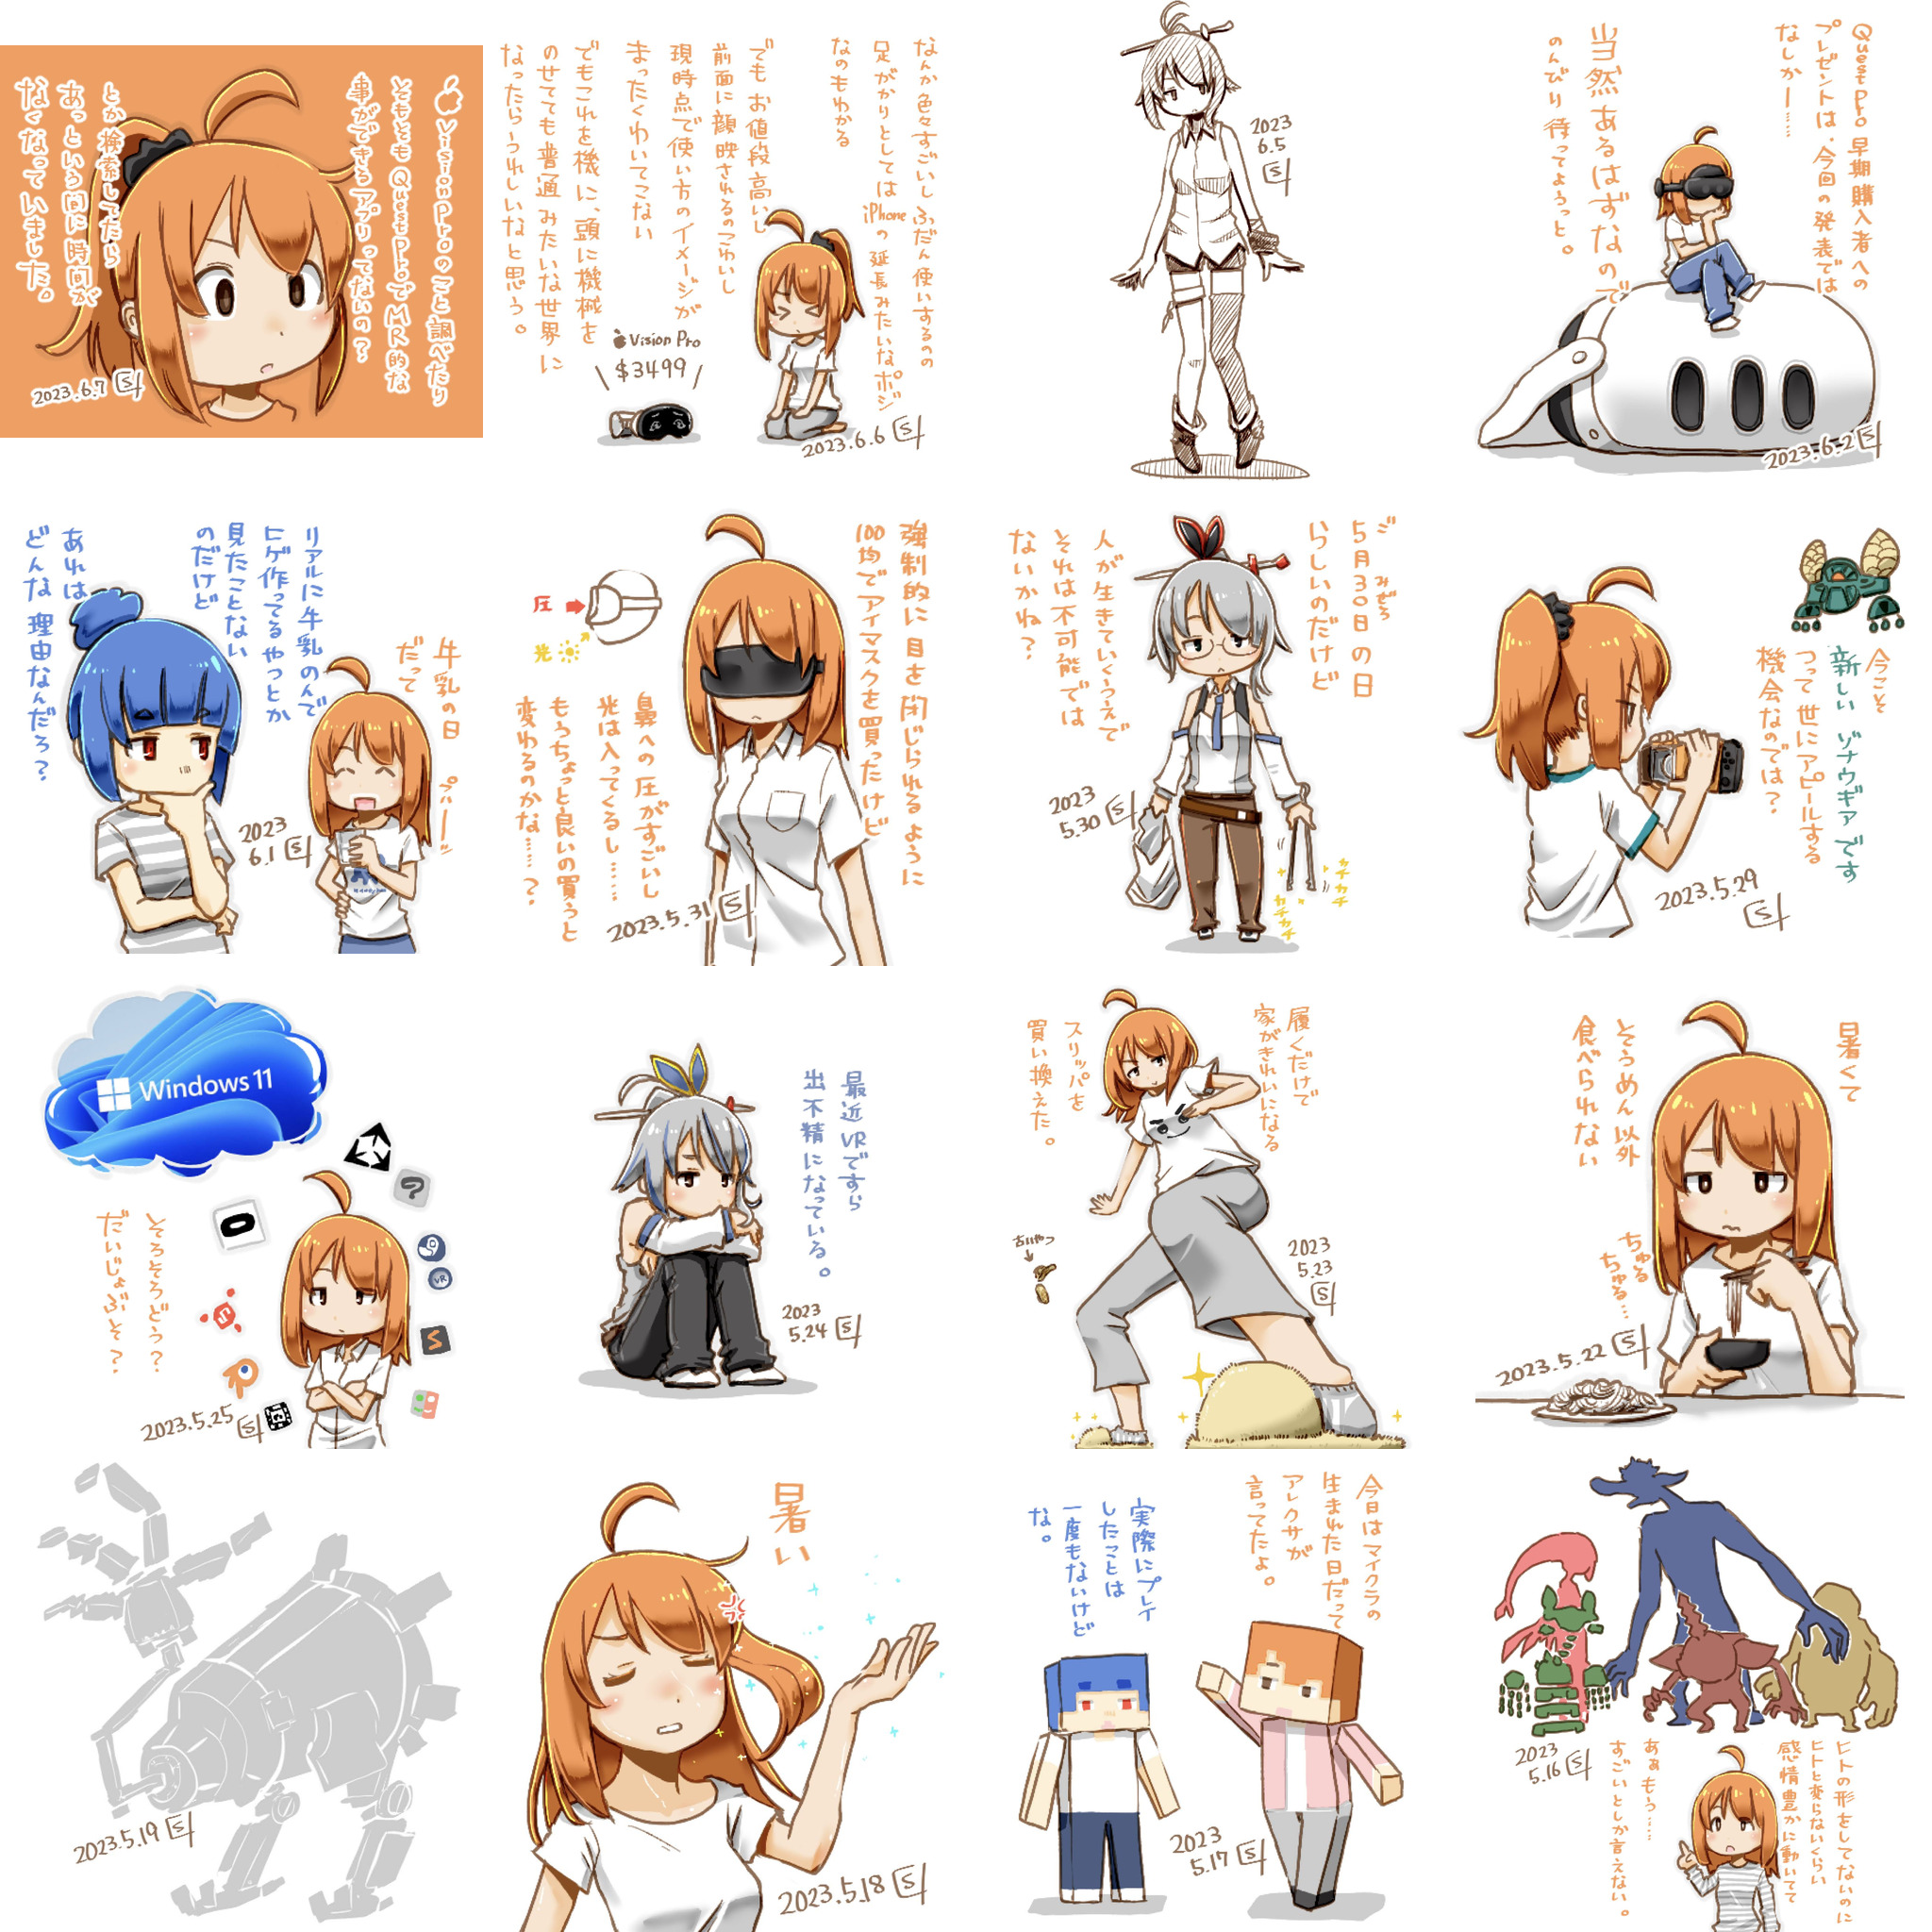 Vision Proのこと調べたり
そもそもQuest ProでMR的な
事ができるアプリってないの?
とか検索してたら
あっという間に時間が
なくなっていました。
2023.6.7
なんか色々すごいしふだん使いするのの
足がかりとしてはiPhoneの延長みたいなポジ
なのもわかる
でもお値段高いし
前面に顔映されるのこわいし
現時点で使い方のイメージが
まったくわいてこない
でもこれを機に、頭に機械を
のせてても普通みたいな世界に
なったらうれしいなと思う。
Vision Pro
$3499
2023.6.6
2023
6.5
Quest Pro早期購入者への
プレゼントは、今回の発表では
なしかー……
当然あるはずなので
のんびり待ってようっと。
2023.6.2
牛乳の日
だって
プハーッ
リアルに牛乳のんで
ヒゲ作ってるやつとか
見たことない
のだけど
あれは
どんな理由なんだろ?
2023
6.1
強制的に目を閉じられるように
100均でアイマスクを買ったけど
圧
光
鼻への圧がすごいし
光は入ってくるし……
もうちょっと良いの買うと
変わるのかな……?
2023.5.31
ごみゼロ
5月30日の日
らしいのだけど
人が生きていくうえで
それは不可能では
ないかね?
カチカチ
カチカチ
2023
5.30
今こそ
新しいゾナウギアです
って世にアピールする
機会なのでは?
2023.5.29
Windows 11
VR
S
そろそろどう?
だいじょぶそ?
2023.5.25
最近VRですら
出不精になっている。
2023
5.24
履くだけで
家がきれいになる
スリッパを
買い換えた。
古いやつ
2023
5.23
暑くて
そうめん以外
食べられない
ちゅる
ちゅる…
2023.5.22
2023.5.19
暑い
2023.5.18
今日はマイクラの
生まれた日だって
アレクサが
言ってたよ。
実際にプレイ
したことは
一度もないけど
な。
2023
5.17
2023
5.16
ヒトの形をしてないのに
ヒトと変らないくらい
感情豊かに動いてて
あぁもう……
すごいとしか言えない。